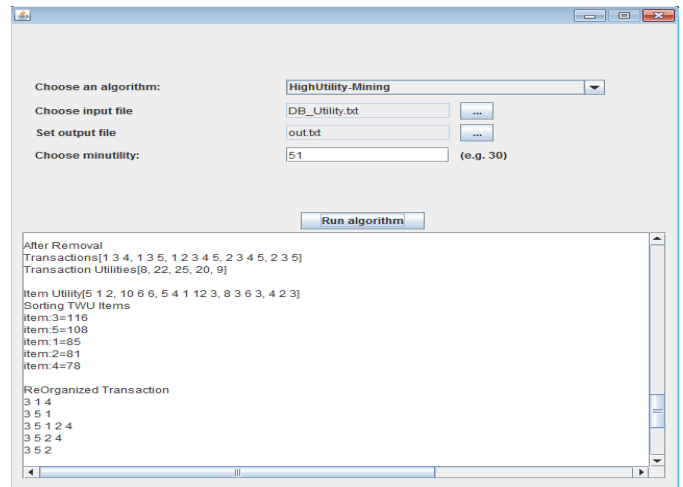 Choose an algorithm: HighUtility-Mining
Choose input file DB_Utility.txt ...
Set output file out.txt ...
Choose minutility: 51 (e.g. 30)
Run algorithm
After Removal
Transactions[1 3 4, 1 3 5, 1 2 3 4 5, 2 3 4 5, 2 3 5]
Transaction Utilities[8, 22, 25, 20, 9]
Item Utility[5 1 2, 10 6 6, 5 4 1 12 3, 8 3 6 3, 4 2 3]
Sorting TWU Items
item:3=116
item:5=108
item:1=85
item:2=81
item:4=78
ReOrganized Transaction
3 1 4
3 5 1
3 5 1 2 4
3 5 2 4
3 5 2